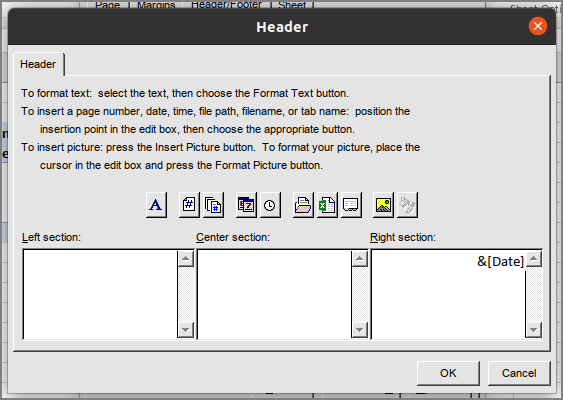 Page Margins Header/Footer Sheet
Header
Header
To format text: select the text, then choose the Format Text button.
To insert a page number, date, time, file path, filename, or tab name: position the
insertion point in the edit box, then choose the appropriate button.
To insert picture: press the Insert Picture button. To format your picture, place the
cursor in the edit box and press the Format Picture button.
A # # 7
Left section: Center section: Right section:
&[Date]
OK Cancel